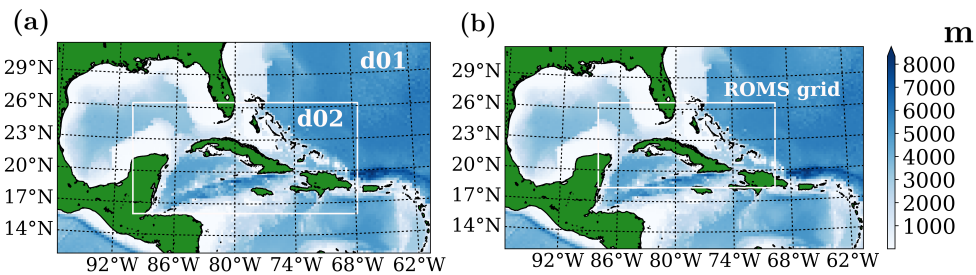 (a)
(b)
m
d01
d02
29°N
26°N
23°N
20°N
17°N
14°N
92°W 86°W 80°W 74°W 68°W 62°W
ROMS grid
29°N
26°N
23°N
20°N
17°N
14°N
92°W 86°W 80°W 74°W 68°W 62°W
8000
7000
6000
5000
4000
3000
2000
1000